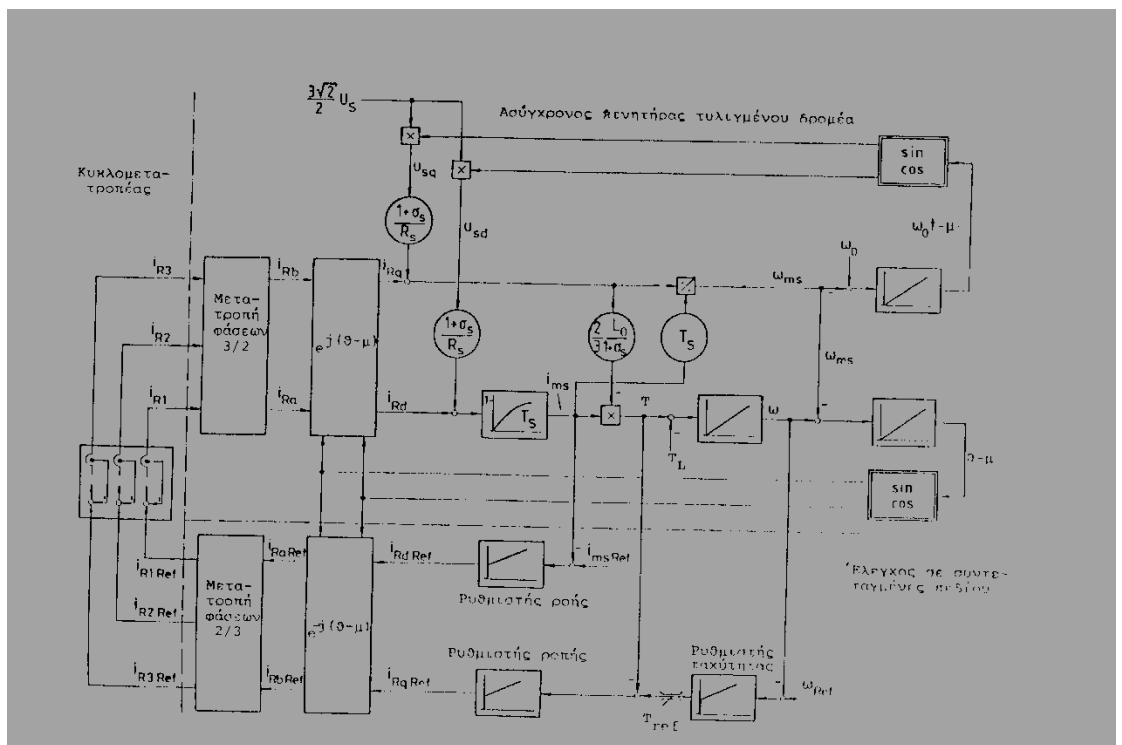 3√2/2 U_S
Ασύγχρονος κινητήρας τυλιγμένου δρομέα
sin
cos
Κυκλομετα-
τροπέας
U_sq
U_sd
1+σ_s/R_s
ω_0 t-μ
ω_0
i_R3
i_Rb
i_Rq
ω_ms
Μετα-
τροπή
φάσεων
3/2
e^j(ϑ-μ)
i_R2
1+σ_s/R_s
2/3 L_0/1+σ_s
T_S
ω_ms
i_R1
i_Ra
i_Rd
T_S
i_ms
T
ω
T_L
ϑ-μ
sin
cos
i_R1 Ref
i_Ra Ref
i_Rd Ref
i_ms Ref
Έλεγχος σε συντε-
ταγμένες πεδίου
Μετα-
τροπή
φάσεων
2/3
e^-j(ϑ-μ)
Ρυθμιστής ροής
i_R2 Ref
Ρυθμιστής ροπής
Ρυθμιστής
ταχύτητας
i_R3 Ref
i_Rb Ref
i_Rq Ref
T_ref
ω_Ref